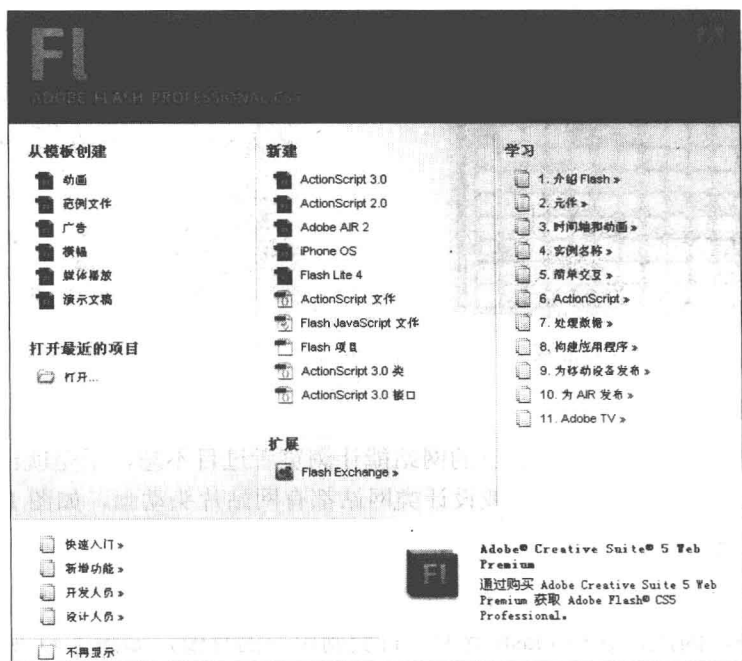 Fl
ADOBE FLASH PROFESSIONAL CS5
从模板创建
动画
范例文件
广告
横幅
媒体播放
演示文稿
打开最近的项目
打开...
新建
ActionScript 3.0
ActionScript 2.0
Adobe AIR 2
iPhone OS
Flash Lite 4
ActionScript 文件
Flash JavaScript 文件
Flash 项目
ActionScript 3.0 类
ActionScript 3.0 接口
扩展
Flash Exchange »
学习
1. 介绍 Flash »
2. 元件 »
3. 时间轴和动画 »
4. 实例名称 »
5. 简单交互 »
6. ActionScript »
7. 处理数据 »
8. 构建应用程序 »
9. 为移动设备发布 »
10. 为 AIR 发布 »
11. Adobe TV »
快速入门 »
新增功能 »
开发人员 »
设计人员 »
不再显示
Fl
Adobe® Creative Suite® 5 Web
Premium
通过购买 Adobe Creative Suite 5 Web
Premium 获取 Adobe Flash® CS5
Professional。